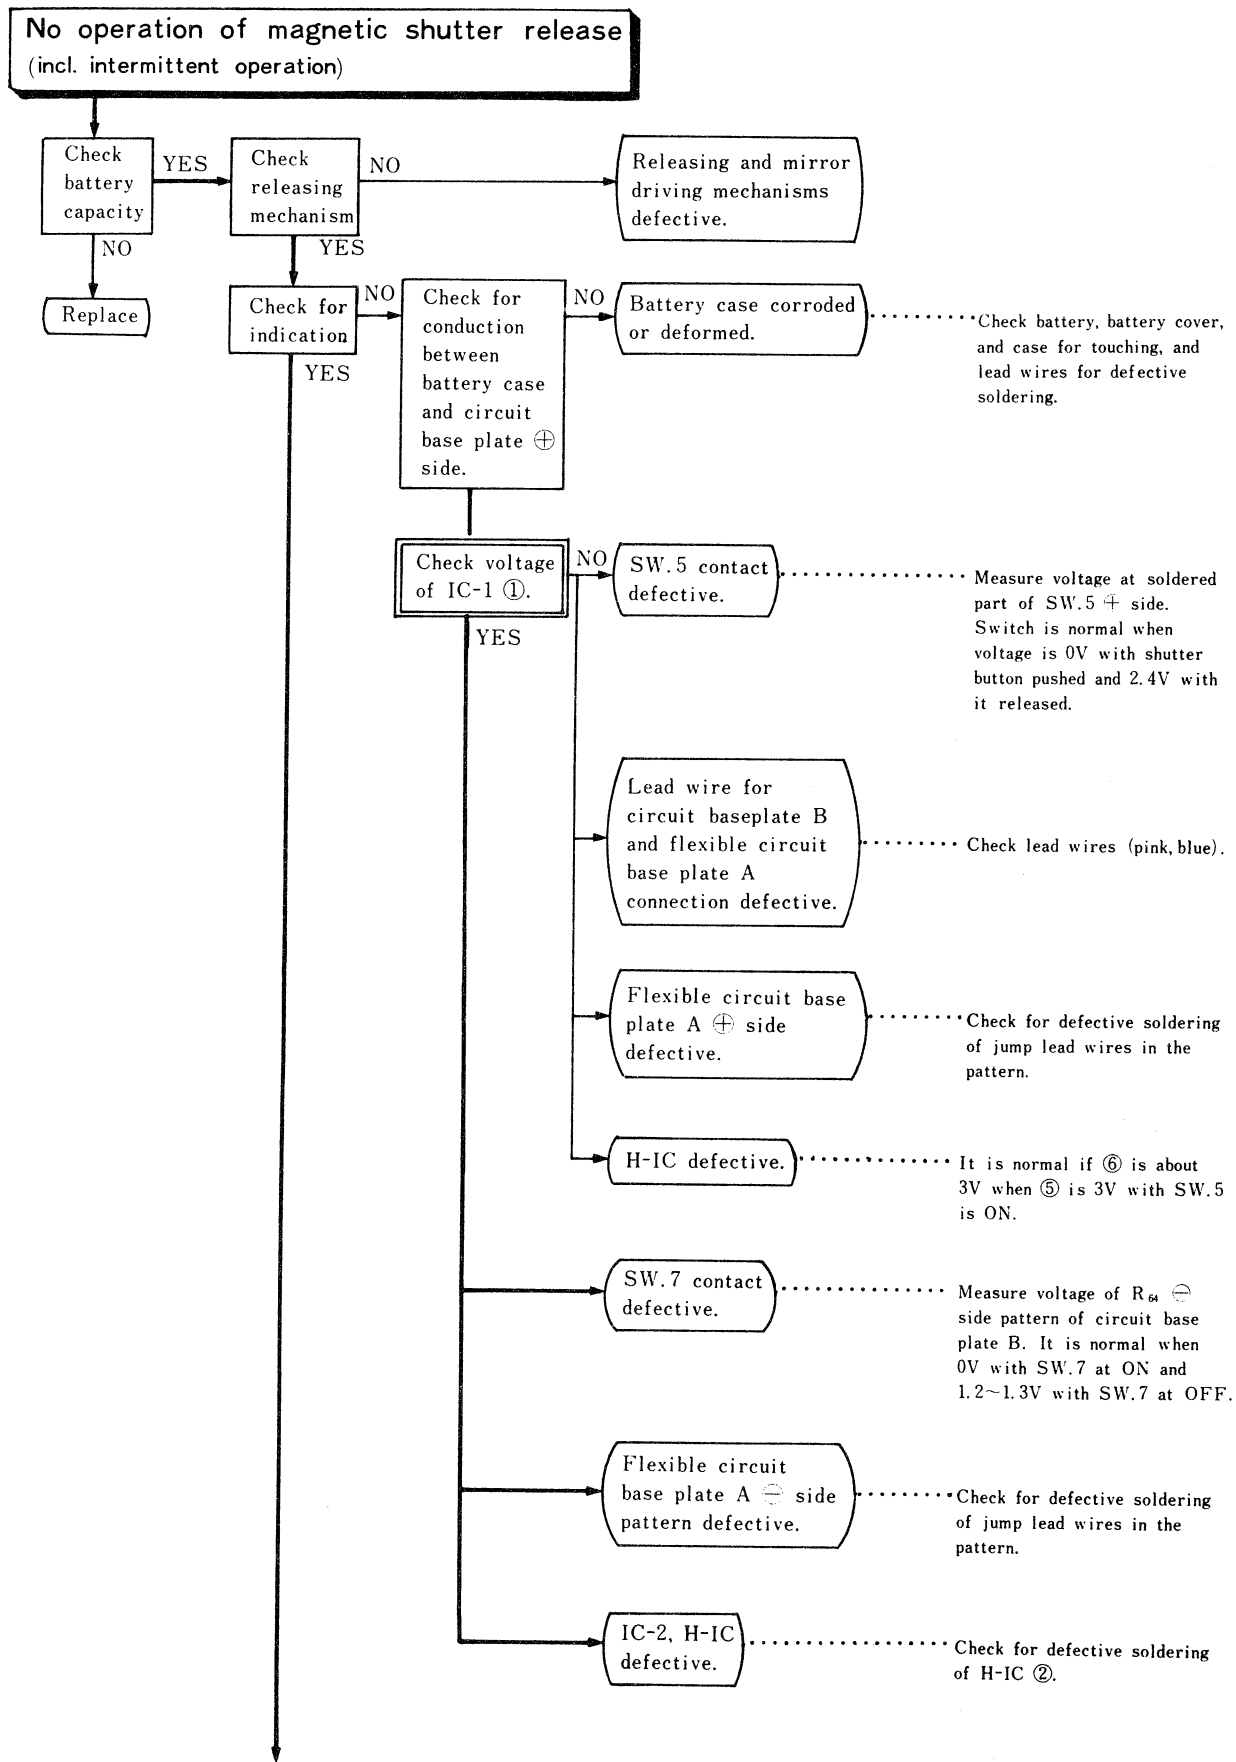 No operation of magnetic shutter release
(incl. intermittent operation)
Check
battery
capacity
YES
Check
releasing
mechanism
NO
Releasing and mirror
driving mechanisms
defective.
NO
YES
Replace
Check for
indication
NO
Check for
conduction
between
battery case
and circuit
base plate ⊕
side.
NO
Battery case corroded
or deformed.
Check battery, battery cover,
and case for touching, and
lead wires for defective
soldering.
YES
Check voltage
of IC-1 ①.
NO
SW.5 contact
defective.
Measure voltage at soldered
part of SW.5 + side.
Switch is normal when
voltage is 0V with shutter
button pushed and 2.4V with
it released.
YES
Lead wire for
circuit baseplate B
and flexible circuit
base plate A
connection defective.
Check lead wires (pink, blue).
Flexible circuit base
plate A ⊕ side
defective.
Check for defective soldering
of jump lead wires in the
pattern.
H-IC defective.
It is normal if ⑥ is about
3V when ⑤ is 3V with SW.5
is ON.
SW.7 contact
defective.
Measure voltage of R64 ⊖
side pattern of circuit base
plate B. It is normal when
0V with SW.7 at ON and
1.2~1.3V with SW.7 at OFF.
Flexible circuit
base plate A ⊖ side
pattern defective.
Check for defective soldering
of jump lead wires in the
pattern.
IC-2, H-IC
defective.
Check for defective soldering
of H-IC ②.